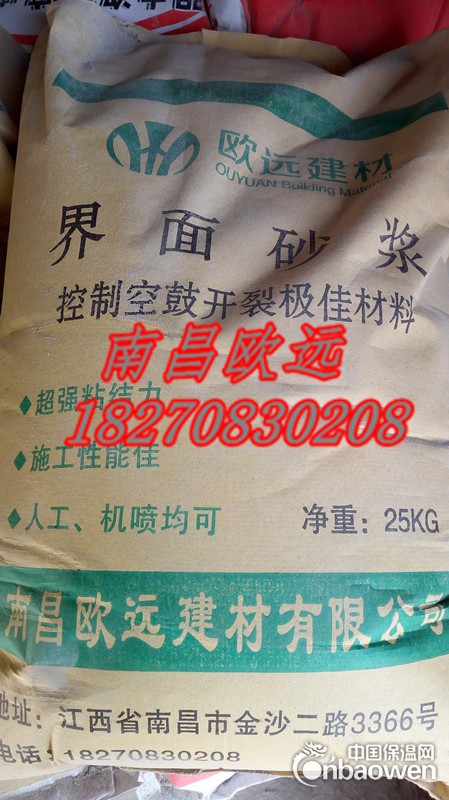 欧远建材
OUYUAN Building Material
界面砂浆
控制空鼓开裂极佳材料
南昌欧远
◆超强粘结力
18270830208
◆施工性能佳
◆人工、机喷均可 净重：25KG
南昌欧远建材有限公司
地址：江西省南昌市金沙二路3366号
电话：18270830208
中国保温网
Cnbaowen